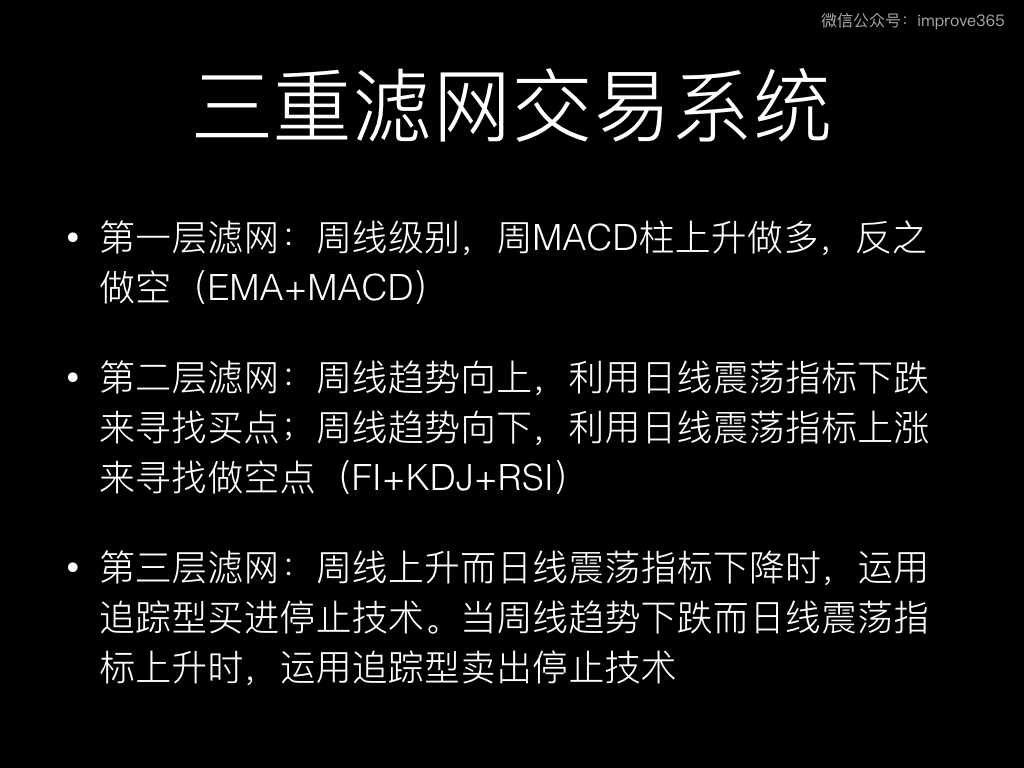 微信公众号：improve365
三重滤网交易系统
• 第一层滤网：周线级别，周MACD柱上升做多，反之
做空（EMA+MACD）
• 第二层滤网：周线趋势向上，利用日线震荡指标下跌
来寻找买点；周线趋势向下，利用日线震荡指标上涨
来寻找做空点（FI+KDJ+RSI）
• 第三层滤网：周线上升而日线震荡指标下降时，运用
追踪型买进停止技术。当周线趋势下跌而日线震荡指
标上升时，运用追踪型卖出停止技术